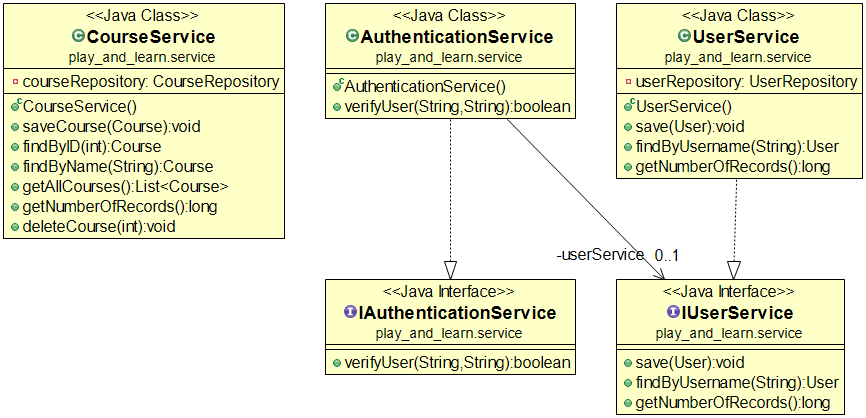 <<Java Class>>
CourseService
play_and_learn.service
courseRepository: CourseRepository
CourseService()
saveCourse(Course):void
findByID(int):Course
findByName(String):Course
getAllCourses():List<Course>
getNumberOfRecords():long
deleteCourse(int):void
<<Java Class>>
AuthenticationService
play_and_learn.service
AuthenticationService()
verifyUser(String,String):boolean
<<Java Class>>
UserService
play_and_learn.service
userRepository: UserRepository
UserService()
save(User):void
findByUsername(String):User
getNumberOfRecords():long
-userService 0..1
<<Java Interface>>
IAuthenticationService
play_and_learn.service
verifyUser(String,String):boolean
<<Java Interface>>
IUserService
play_and_learn.service
save(User):void
findByUsername(String):User
getNumberOfRecords():long